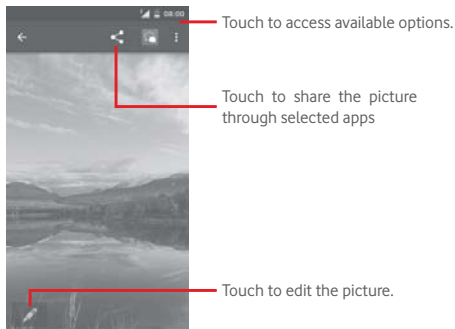 08:00
Touch to access available options.
Touch to share the picture
through selected apps
Touch to edit the picture.